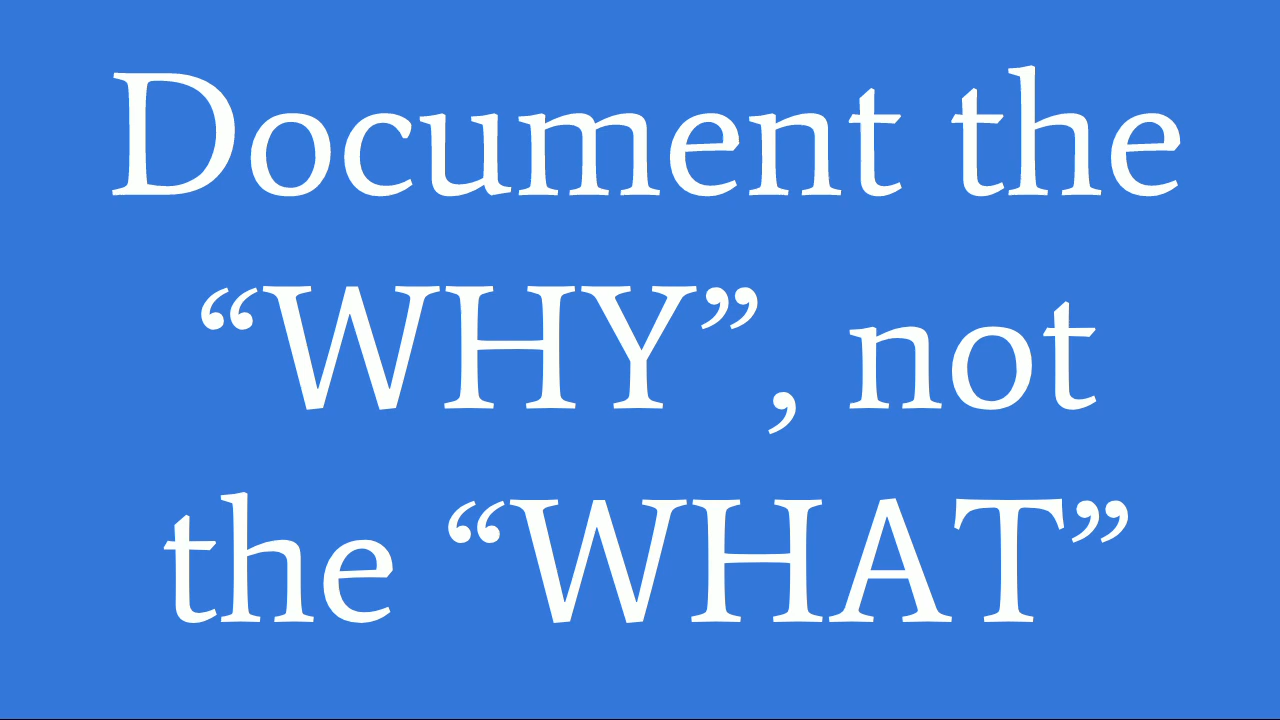 Document the
“WHY”, not
the “WHAT”